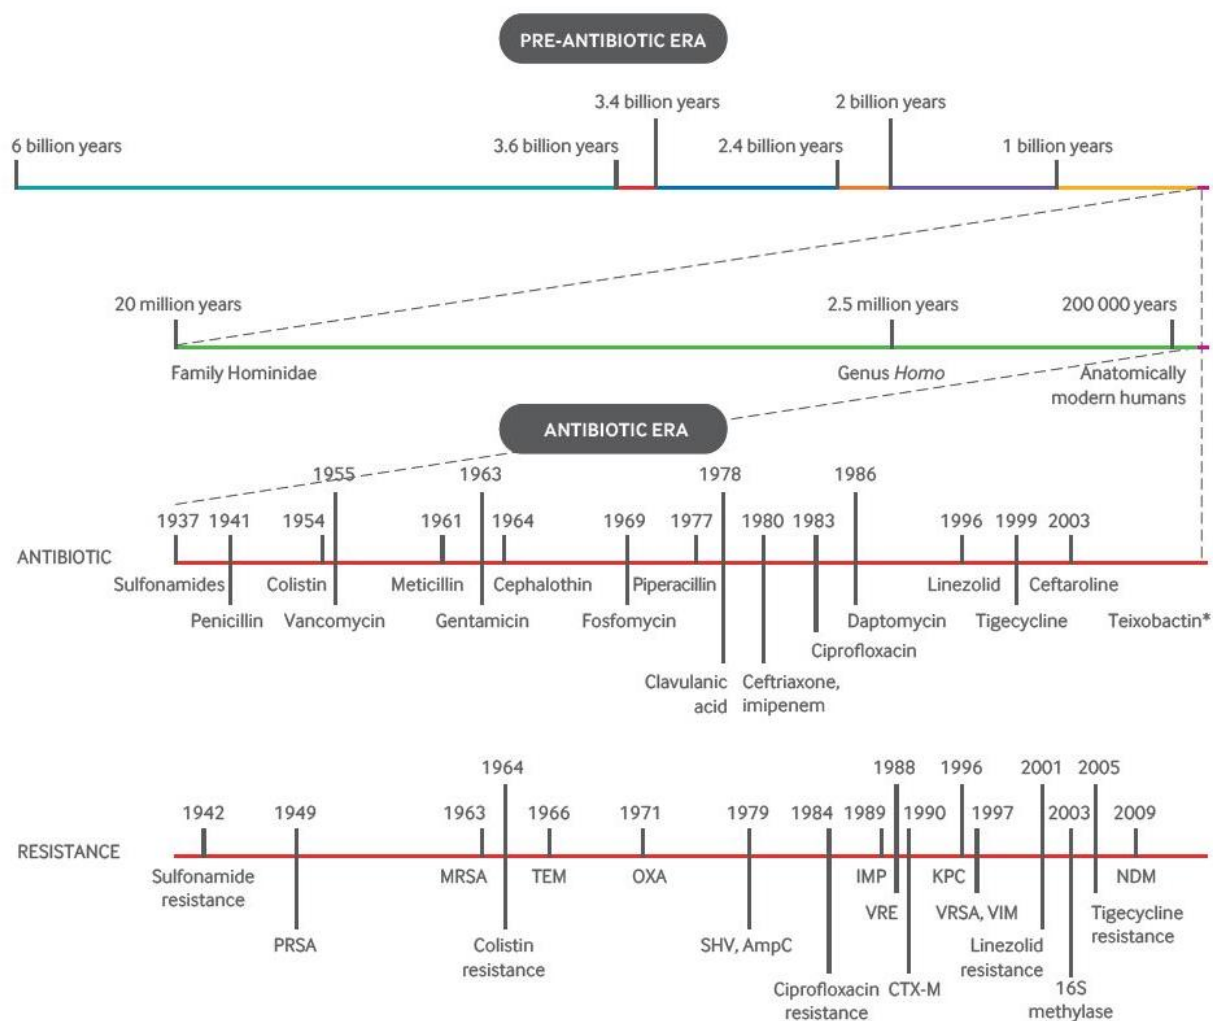 PRE-ANTIBIOTIC ERA
3.4 billion years
2 billion years
6 billion years
3.6 billion years
2.4 billion years
1 billion years
20 million years
2.5 million years
200 000 years
Family Hominidae
Genus Homo
Anatomically
modern humans
ANTIBIOTIC ERA
1955
1963
1978
1986
1937
1941
1954
1961
1964
1969
1977
1980
1983
1996
1999
2003
ANTIBIOTIC
Sulfonamides
Colistin
Meticillin
Cephalothin
Piperacillin
Linezolid
Ceftaroline
Penicillin
Vancomycin
Gentamicin
Fosfomycin
Daptomycin
Tigecycline
Teixobactin*
Ciprofloxacin
Clavulanic
acid
Ceftriaxone,
imipenem
1964
1988
1996
2001
2005
1942
1949
1963
1966
1971
1979
1984
1989
1990
1997
2003
2009
RESISTANCE
Sulfonamide
resistance
MRSA
TEM
OXA
IMP
KPC
NDM
VRE
VRSA, VIM
Tigecycline
resistance
PRSA
Colistin
resistance
SHV, AmpC
Linezolid
resistance
Ciprofloxacin
resistance
CTX-M
16S
methylase